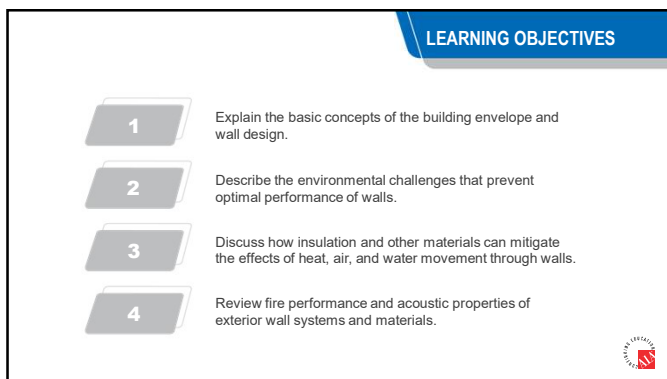 LEARNING OBJECTIVES
1
Explain the basic concepts of the building envelope and
wall design.
2
Describe the environmental challenges that prevent
optimal performance of walls.
3
Discuss how insulation and other materials can mitigate
the effects of heat, air, and water movement through walls.
4
Review fire performance and acoustic properties of
exterior wall systems and materials.
CONTINUING EDUCATION
AIA